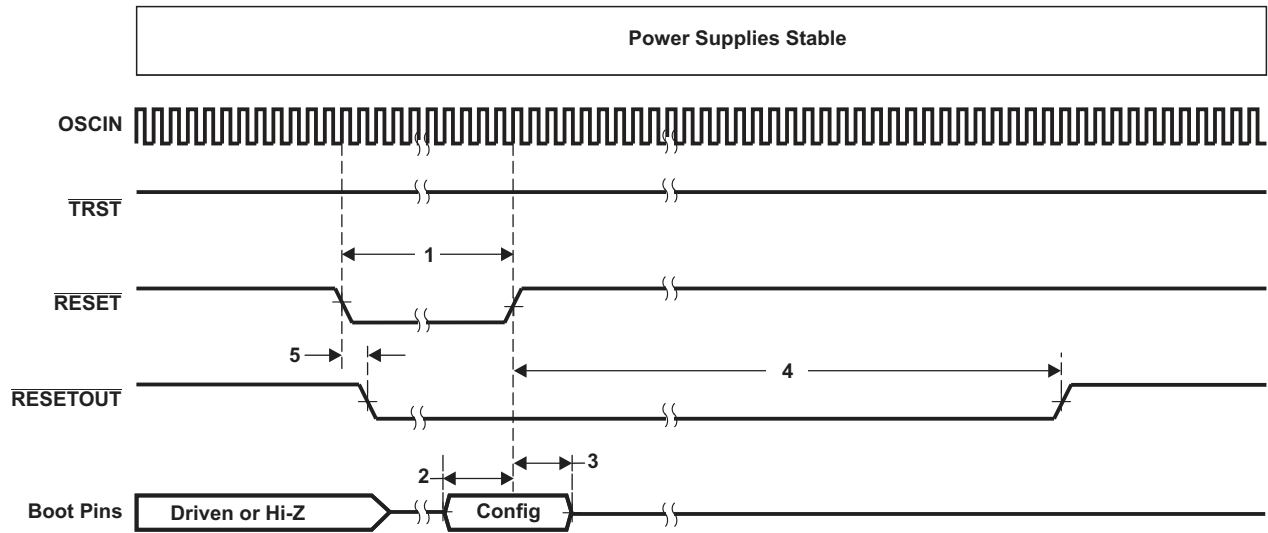 Power Supplies Stable
OSCIN
TRST
1
RESET
5
4
RESETOUT
2
3
Boot Pins
Driven or Hi-Z
Config